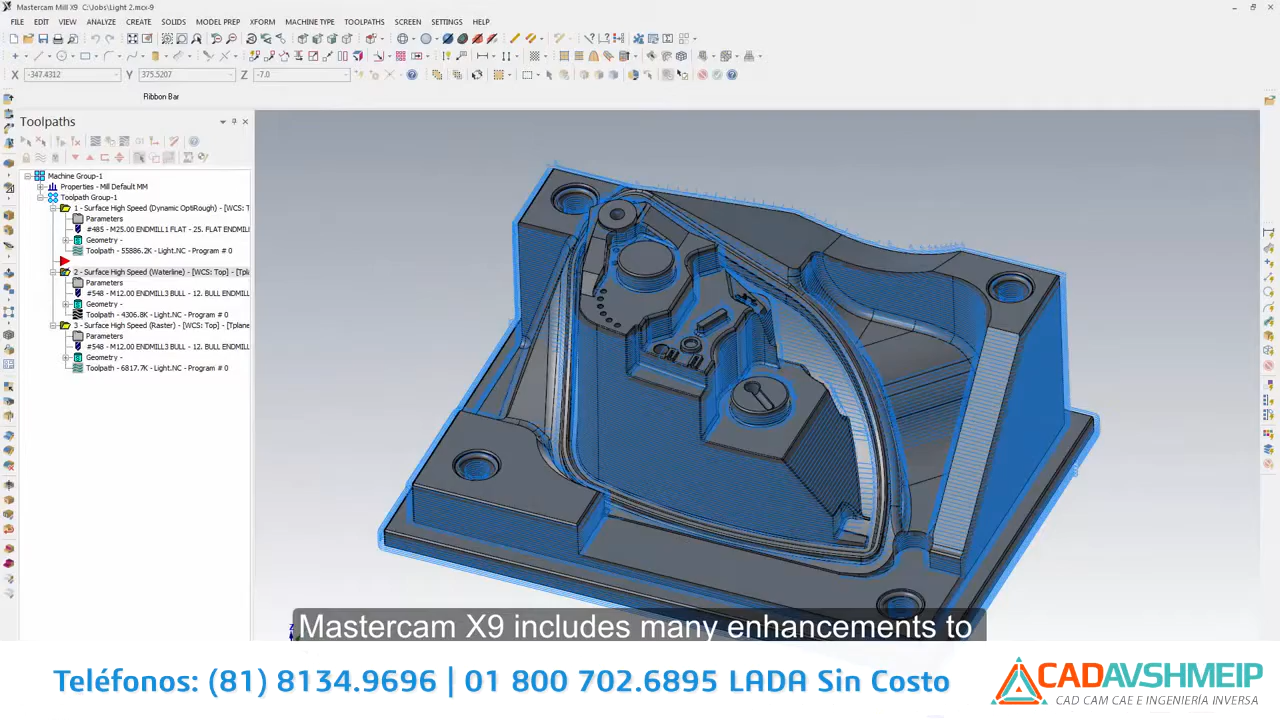 Mastercam Mill X9 C:\Jobs\Light 2.mcx-9
FILE EDIT VIEW ANALYZE CREATE SOLIDS MODEL PREP XFORM MACHINE TYPE TOOLPATHS SCREEN SETTINGS HELP
X -347.4312 Y 375.5207 Z -7.0
Ribbon Bar
Toolpaths
Machine Group-1
Properties - Mill Default MM
Toolpath Group-1
1 - Surface High Speed (Dynamic OptiRough) - [WCS: T
Parameters
#485 - M25.00 ENDMILL1 FLAT - 25. FLAT ENDMILL
Geometry -
Toolpath - 55886.2K - Light.NC - Program # 0
2 - Surface High Speed (Waterline) - [WCS: Top] - [Tpl
Parameters
#548 - M12.00 ENDMILL3 BULL - 12. BULL ENDMIL
Geometry -
Toolpath - 4306.8K - Light.NC - Program # 0
3 - Surface High Speed (Raster) - [WCS: Top] - [Tplane
Parameters
#548 - M12.00 ENDMILL3 BULL - 12. BULL ENDMIL
Geometry -
Toolpath - 6817.7K - Light.NC - Program # 0
Mastercam X9 includes many enhancements to
Teléfonos: (81) 8134.9696 | 01 800 702.6895 LADA Sin Costo
CADAVSHMEIP
CAD CAM CAE E INGENIERÍA INVERSA